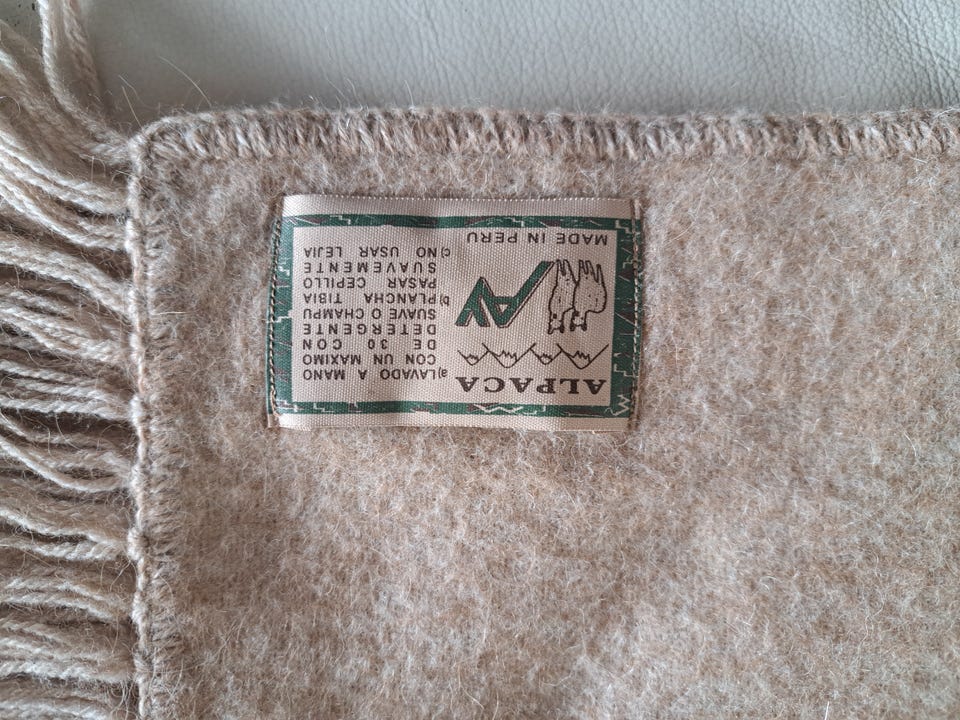 ALPACA
AV
MADE IN PERU
a) LAVADO A MANO
CON UN MAXIMO
DE 30 CON
DETERGENTE
SUAVE O CHAMPU
b) PLANCHA TIBIA
PASAR CEPILLO
SUAVEMENTE
c) NO USAR LEJIA